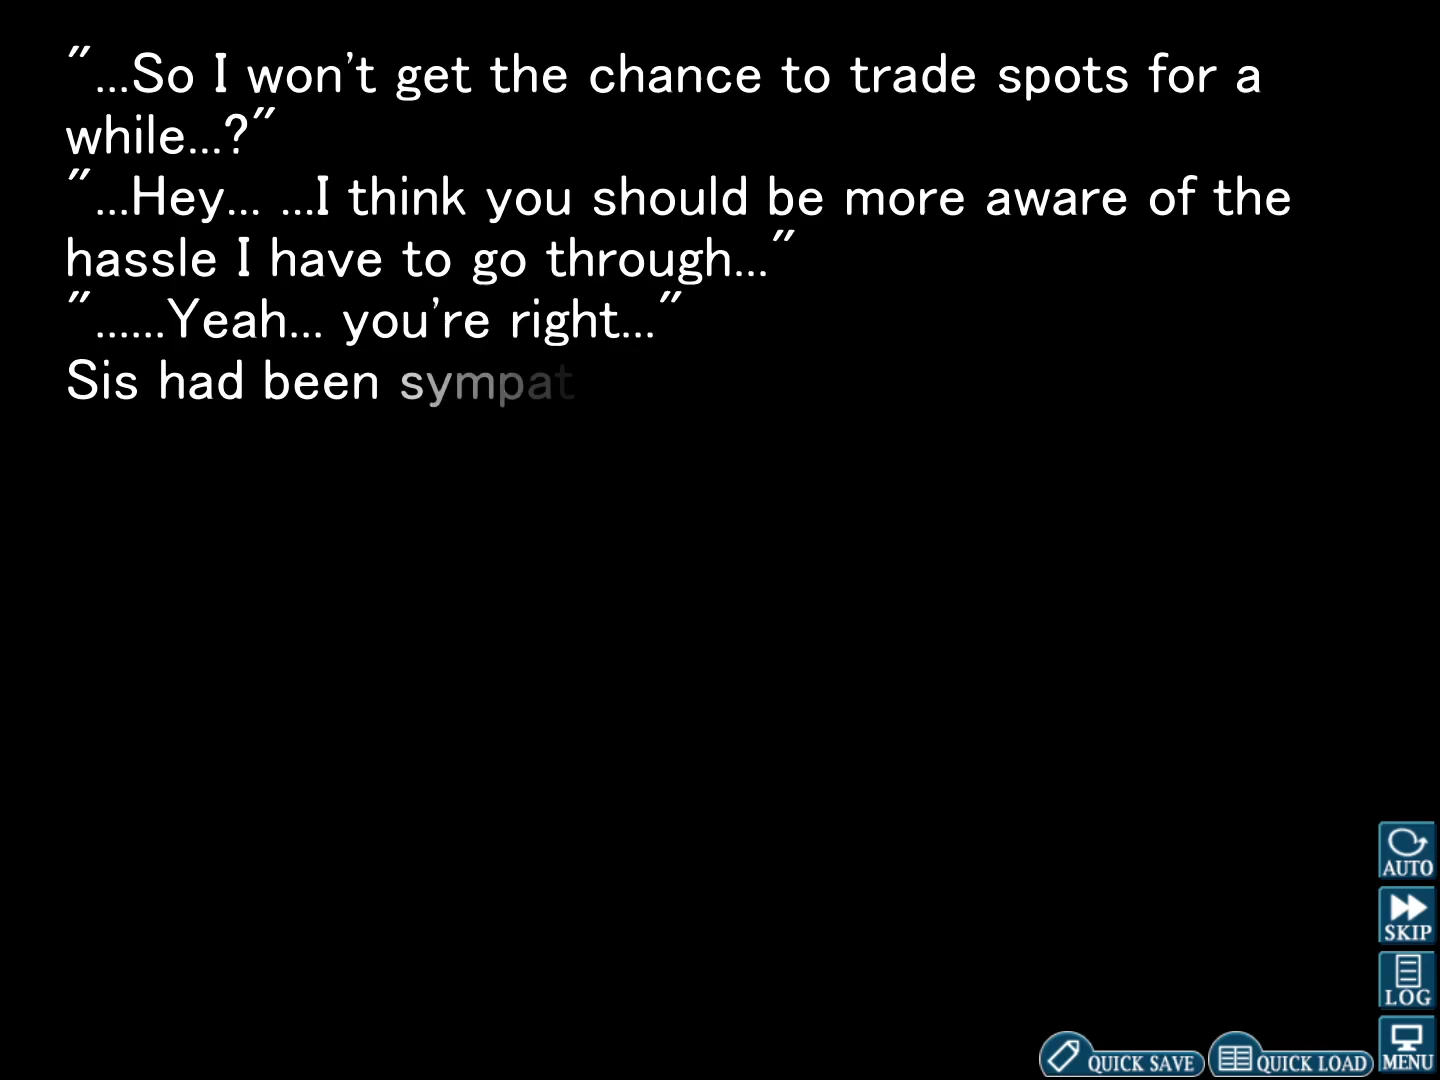 "...So I won't get the chance to trade spots for a
while...?"
"...Hey... ...I think you should be more aware of the
hassle I have to go through..."
"......Yeah... you're right..."
Sis had been sympat
AUTO
SKIP
LOG
QUICK SAVE
QUICK LOAD
MENU